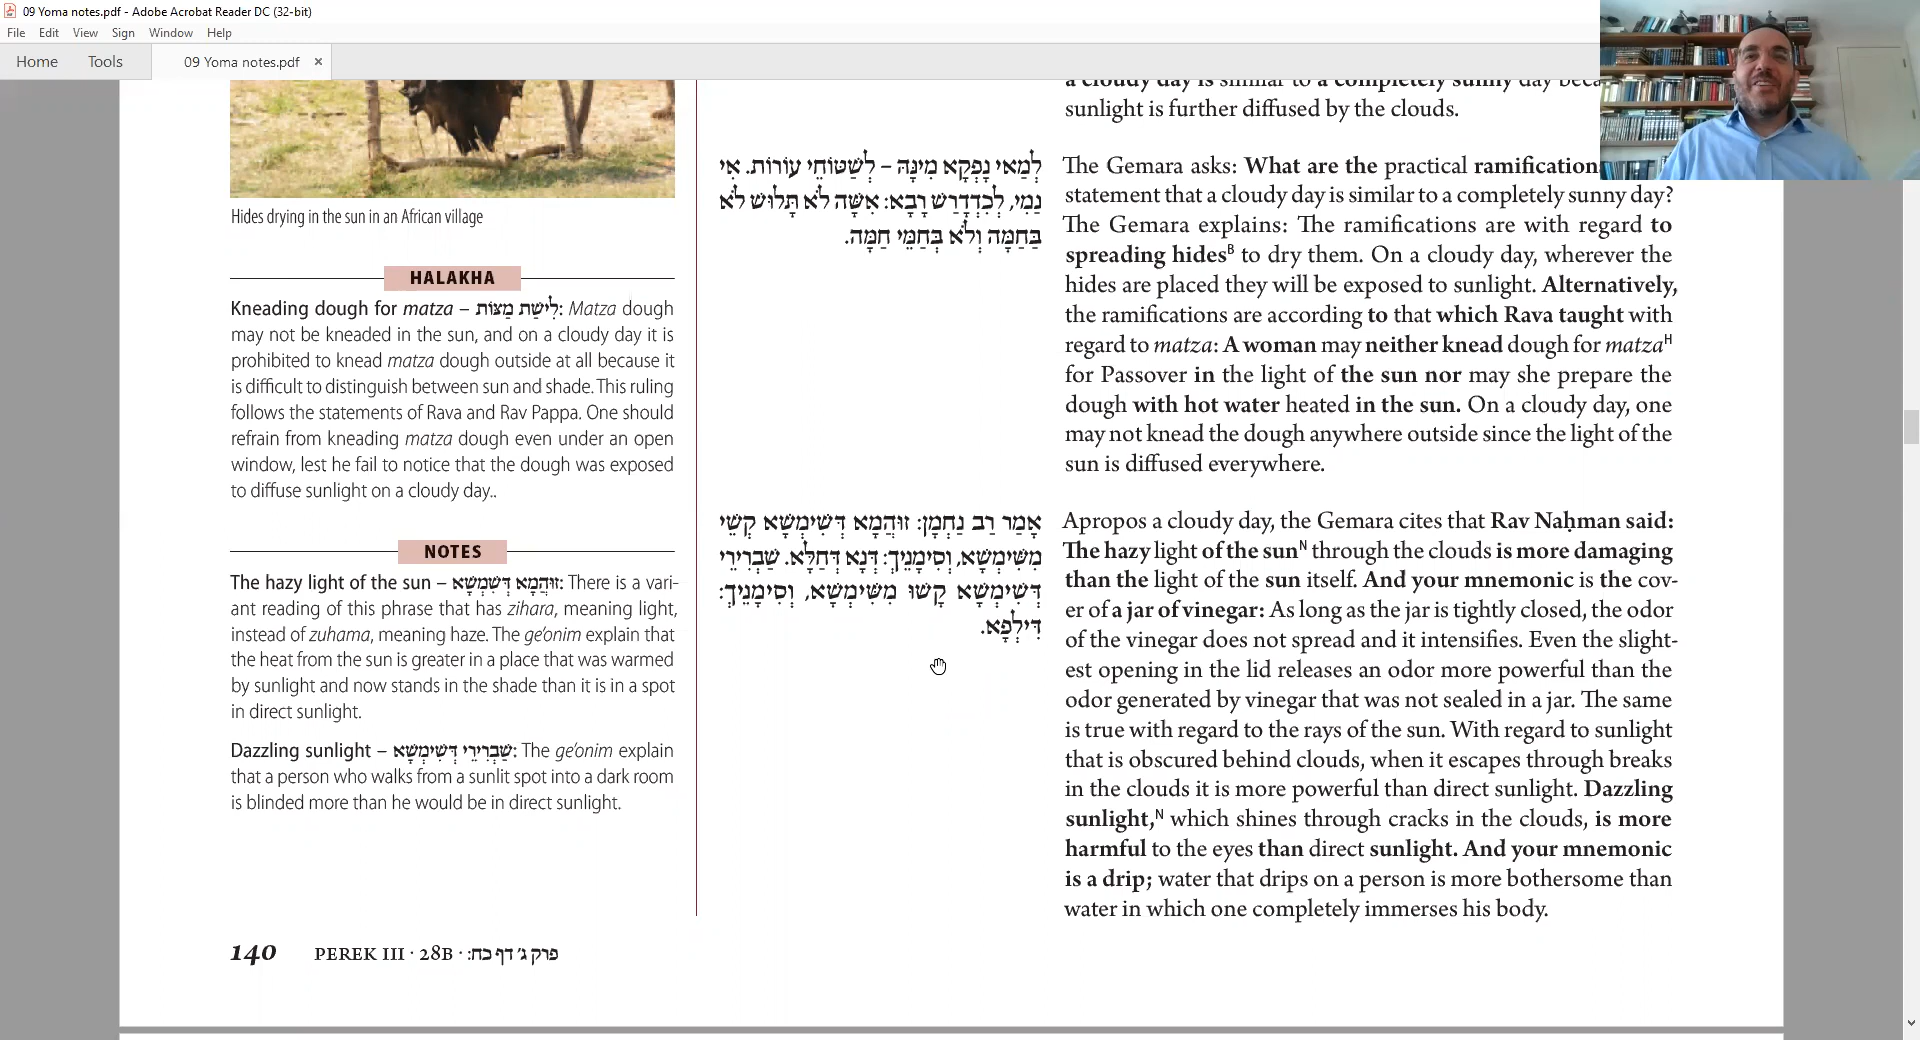 09 Yoma notes.pdf - Adobe Acrobat Reader DC (32-bit)
File Edit View Sign Window Help
Home Tools 09 Yoma notes.pdf ×
Hides drying in the sun in an African village
HALAKHA
Kneading dough for matza – לִישַׁת מַצּוֹת: Matza dough
may not be kneaded in the sun, and on a cloudy day it is
prohibited to knead matza dough outside at all because it
is difficult to distinguish between sun and shade. This ruling
follows the statements of Rava and Rav Pappa. One should
refrain from kneading matza dough even under an open
window, lest he fail to notice that the dough was exposed
to diffuse sunlight on a cloudy day..
NOTES
The hazy light of the sun – זוּהֲמָא דְּשִׁמְשָׁא: There is a vari-
ant reading of this phrase that has zihara, meaning light,
instead of zuhama, meaning haze. The ge'onim explain that
the heat from the sun is greater in a place that was warmed
by sunlight and now stands in the shade than it is in a spot
in direct sunlight.
Dazzling sunlight – שַׁבְרִירֵי דְּשִׁימְשָׁא: The ge'onim explain
that a person who walks from a sunlit spot into a dark room
is blinded more than he would be in direct sunlight.
לְמַאי נָפְקָא מִינָּהּ – לְשִׁטּוּחֵי עוֹרוֹת. אִי
נַמֵי, לְכִדְדָרַשׁ רָבָא: אִשָּׁה לֹא תָּלוּשׁ לֹא
בַּחַמָּה וְלֹא בְּחַמֵּי חַמָּה.
אָמַר רַב נַחְמָן: זוּהֲמָא דְּשִׁימְשָׁא קָשֵׁי
מִשִּׁימְשָׁא, וְסִימָנֵיךְ: דַּנָּא דְּחַלָּא. שַׁבְרִירֵי
דְּשִׁימְשָׁא קָשׁוּ מִשִּׁימְשָׁא, וְסִימָנֵיךְ:
דִּילְפָא.
a cloudy day is similar to a completely sunny day
sunlight is further diffused by the clouds.
The Gemara asks: What are the practical ramification
statement that a cloudy day is similar to a completely sunny day?
The Gemara explains: The ramifications are with regard to
spreading hidesᴮ to dry them. On a cloudy day, wherever the
hides are placed they will be exposed to sunlight. Alternatively,
the ramifications are according to that which Rava taught with
regard to matza: A woman may neither knead dough for matzaᴴ
for Passover in the light of the sun nor may she prepare the
dough with hot water heated in the sun. On a cloudy day, one
may not knead the dough anywhere outside since the light of the
sun is diffused everywhere.
Apropos a cloudy day, the Gemara cites that Rav Naḥman said:
The hazy light of the sunᴺ through the clouds is more damaging
than the light of the sun itself. And your mnemonic is the cov-
er of a jar of vinegar: As long as the jar is tightly closed, the odor
of the vinegar does not spread and it intensifies. Even the slight-
est opening in the lid releases an odor more powerful than the
odor generated by vinegar that was not sealed in a jar. The same
is true with regard to the rays of the sun. With regard to sunlight
that is obscured behind clouds, when it escapes through breaks
in the clouds it is more powerful than direct sunlight. Dazzling
sunlight,ᴺ which shines through cracks in the clouds, is more
harmful to the eyes than direct sunlight. And your mnemonic
is a drip; water that drips on a person is more bothersome than
water in which one completely immerses his body.
140 PEREK III · 28B · פרק ג׳ דף כח: